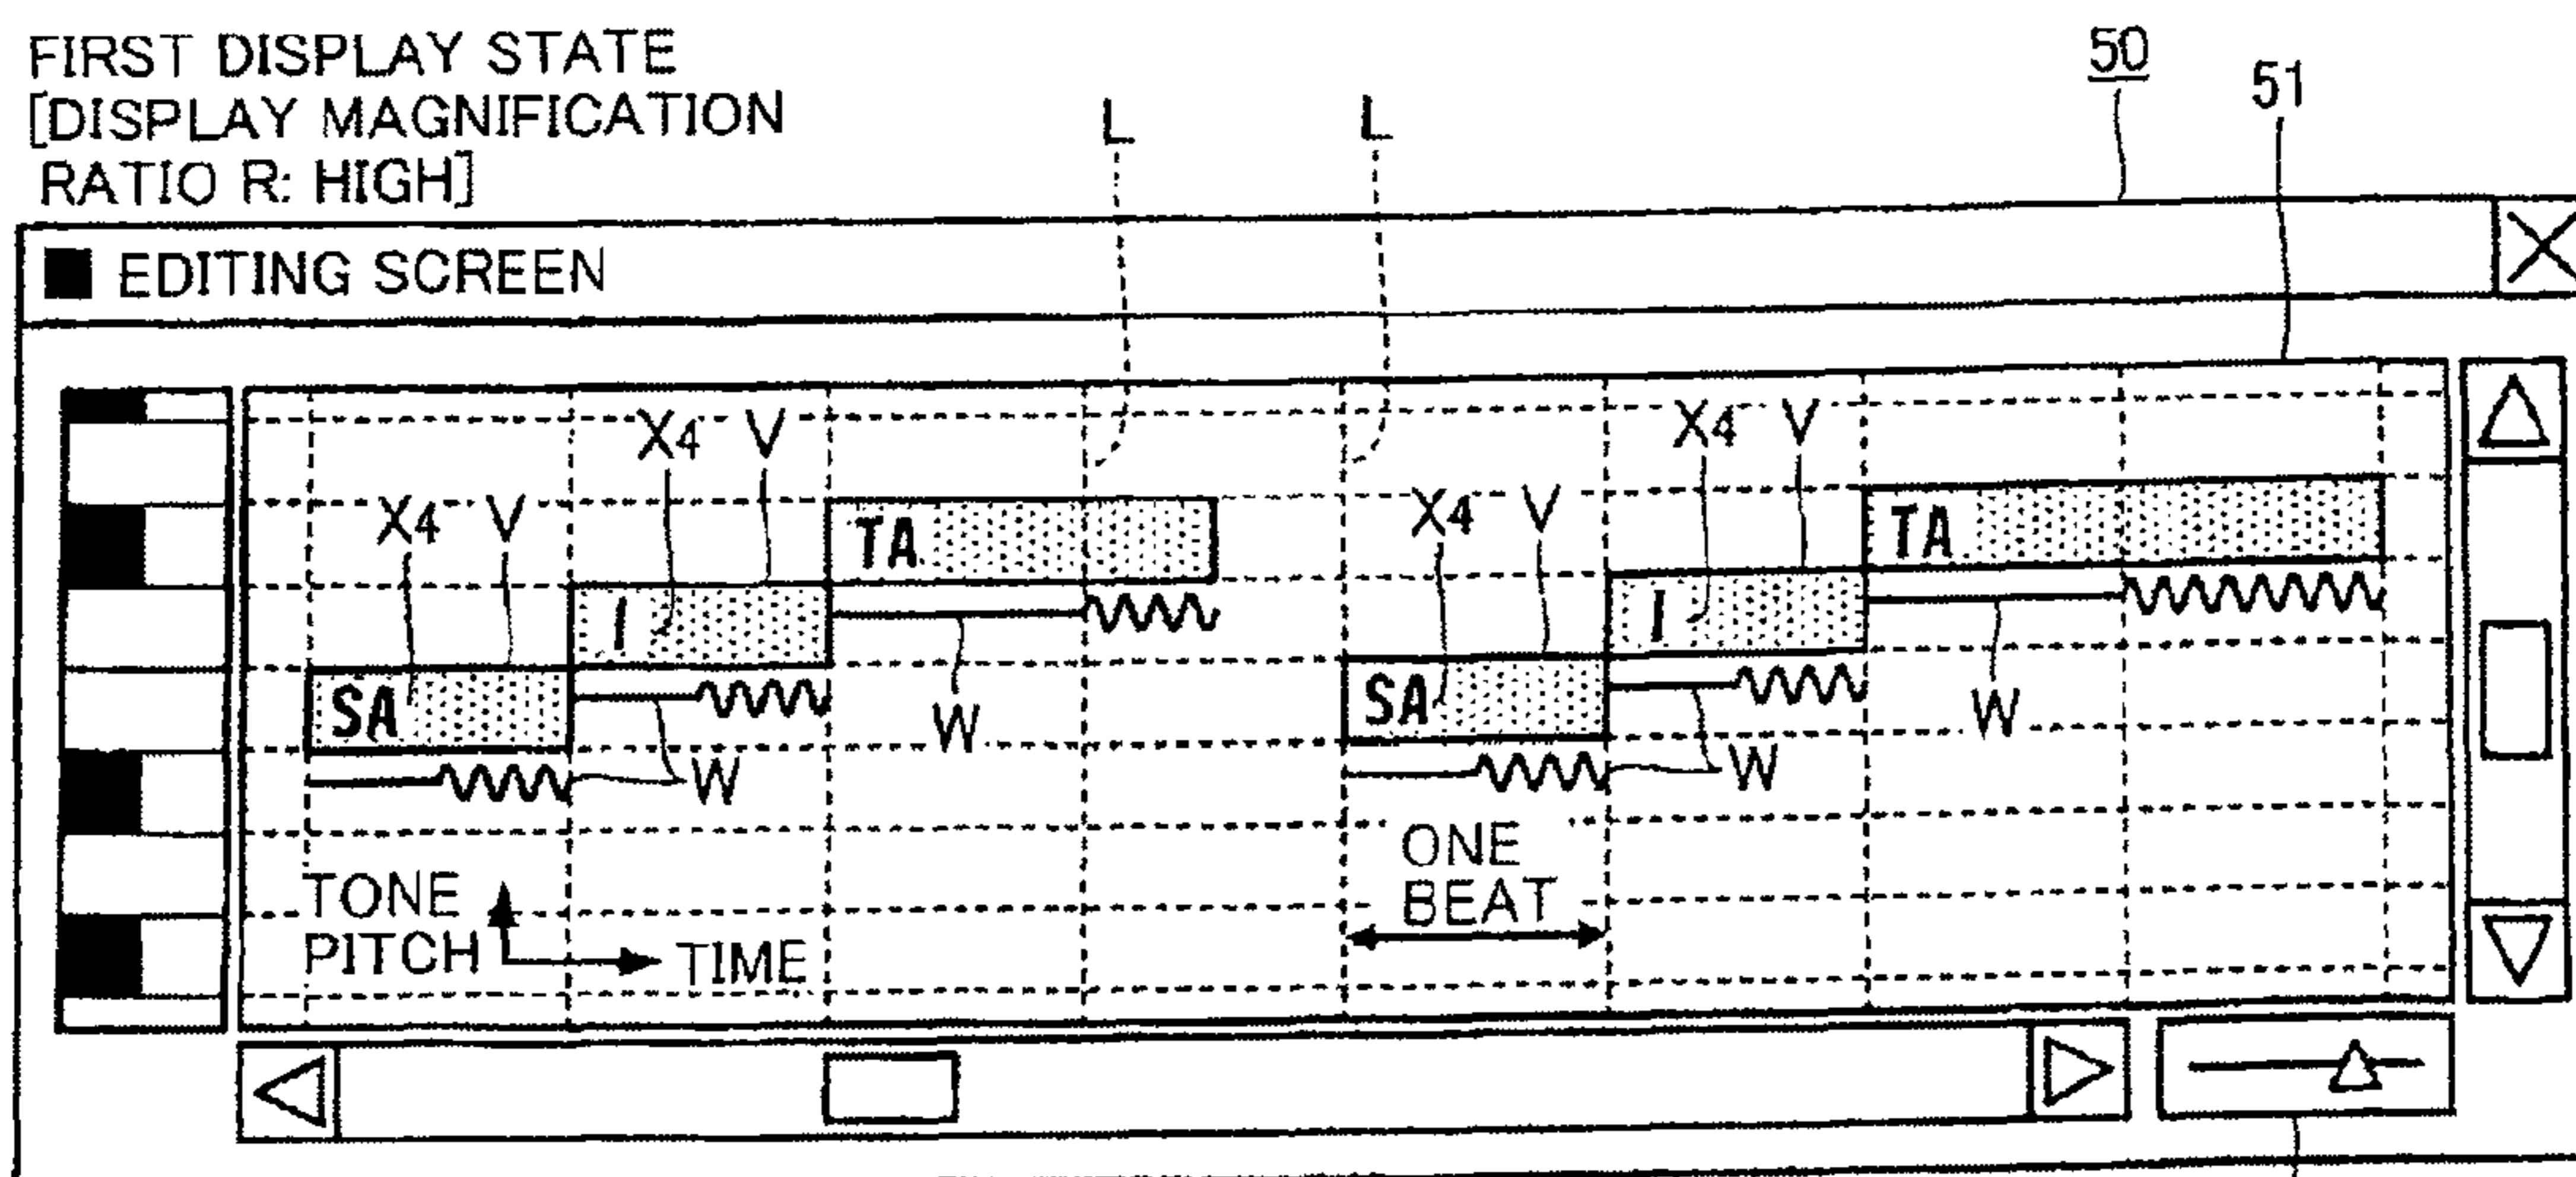 FIRST DISPLAY STATE
[DISPLAY MAGNIFICATION
RATIO R: HIGH]
50
51
L
L
EDITING SCREEN
X4 V
X4 V
X4 V
X4 V
TA
TA
I
I
SA
SA
W
W
W
W
ONE
BEAT
TONE
PITCH
TIME